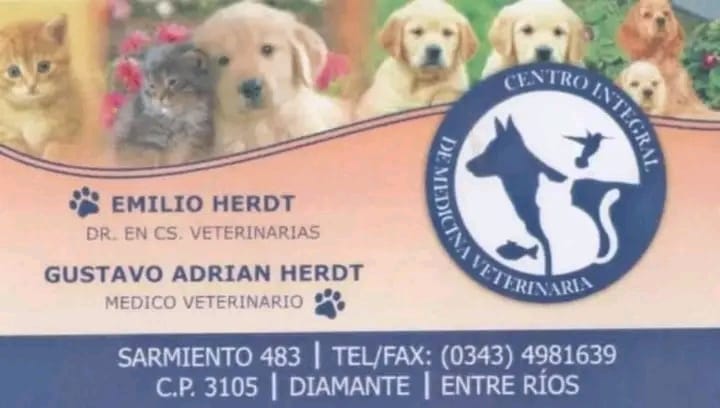 CENTRO INTEGRAL
DE MEDICINA VETERINARIA
EMILIO HERDT
DR. EN CS. VETERINARIAS
GUSTAVO ADRIAN HERDT
MEDICO VETERINARIO
SARMIENTO 483 | TEL/FAX: (0343) 4981639
C.P. 3105 | DIAMANTE | ENTRE RÍOS